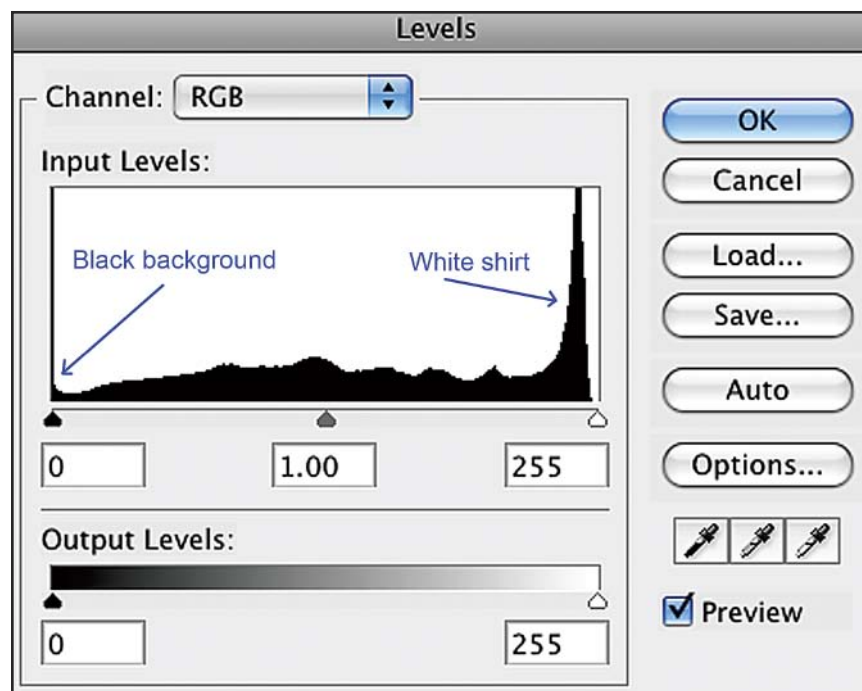 Levels
Channel: RGB
Input Levels:
Black background
White shirt
0
1.00
255
Output Levels:
0
255
OK
Cancel
Load...
Save...
Auto
Options...
Preview